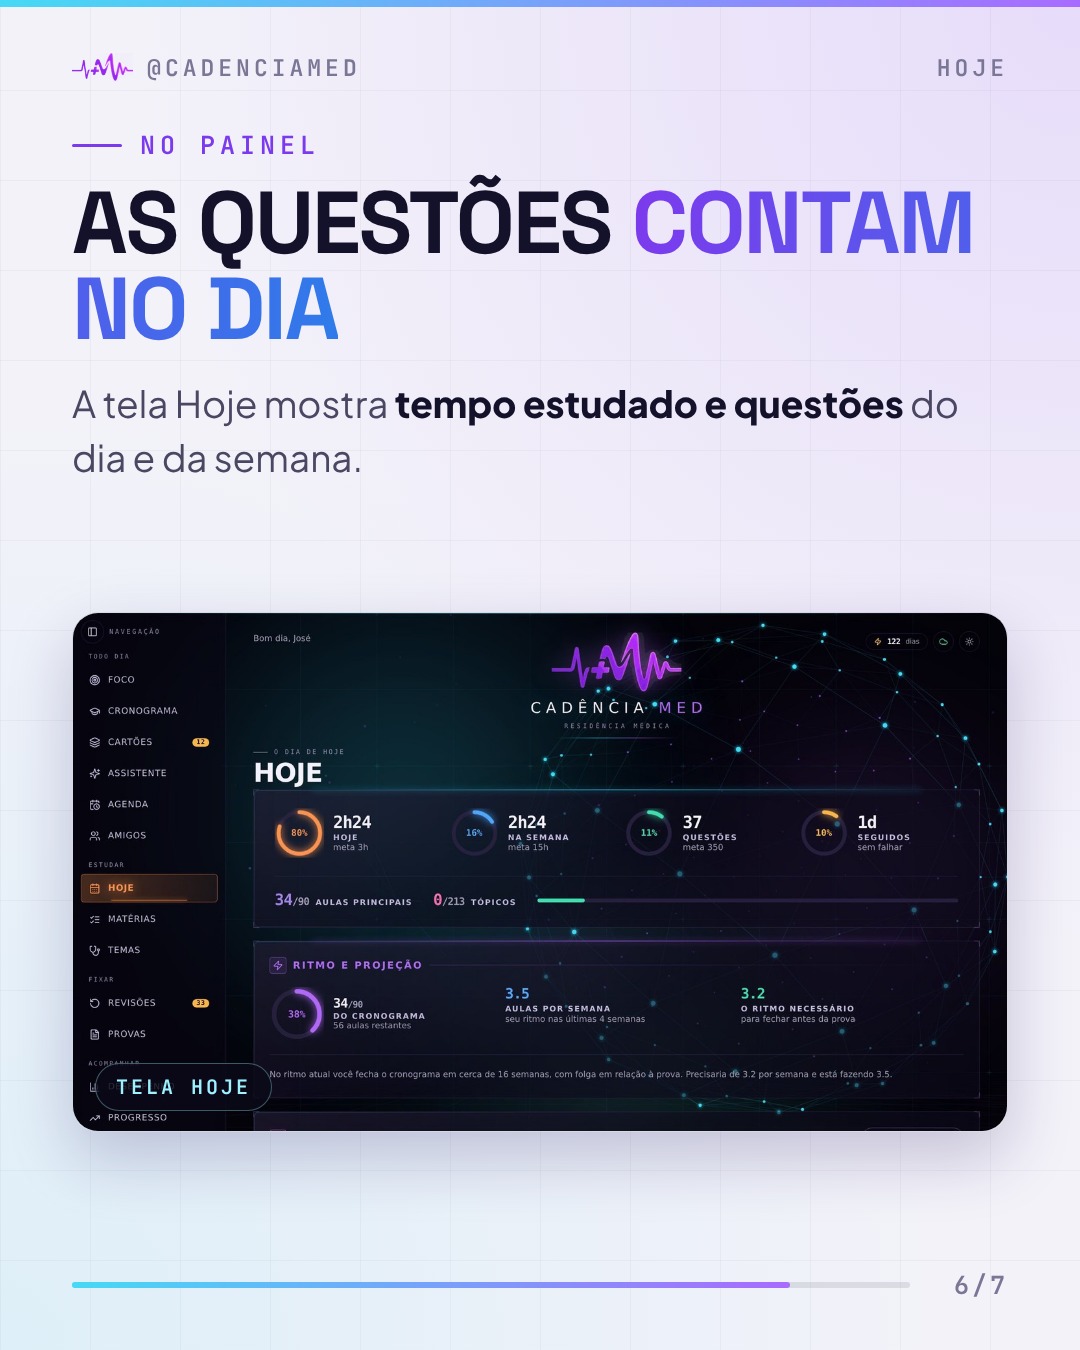 @CADENCIAMED
HOJE
NO PAINEL
AS QUESTÕES CONTAM
NO DIA
A tela Hoje mostra tempo estudado e questões do
dia e da semana.
NAVEGAÇÃO
TODO DIA
FOCO
CRONOGRAMA
CARTÕES 12
ASSISTENTE
AGENDA
AMIGOS
ESTUDAR
HOJE
MATÉRIAS
TEMAS
FIXAR
REVISÕES 33
PROVAS
ACOMPANHAR
PROGRESSO
TELA HOJE
Bom dia, José
122 dias
CADÊNCIA MED
RESIDÊNCIA MÉDICA
O DIA DE HOJE
HOJE
80%
2h24
HOJE
meta 3h
16%
2h24
NA SEMANA
meta 15h
11%
37
QUESTÕES
meta 350
10%
1d
SEGUIDOS
sem falhar
34/90 AULAS PRINCIPAIS 0/213 TÓPICOS
RITMO E PROJEÇÃO
38%
34/90
DO CRONOGRAMA
56 aulas restantes
3.5
AULAS POR SEMANA
seu ritmo nas últimas 4 semanas
3.2
O RITMO NECESSÁRIO
para fechar antes da prova
No ritmo atual você fecha o cronograma em cerca de 16 semanas, com folga em relação à prova. Precisaria de 3.2 por semana e está fazendo 3.5.
6/7